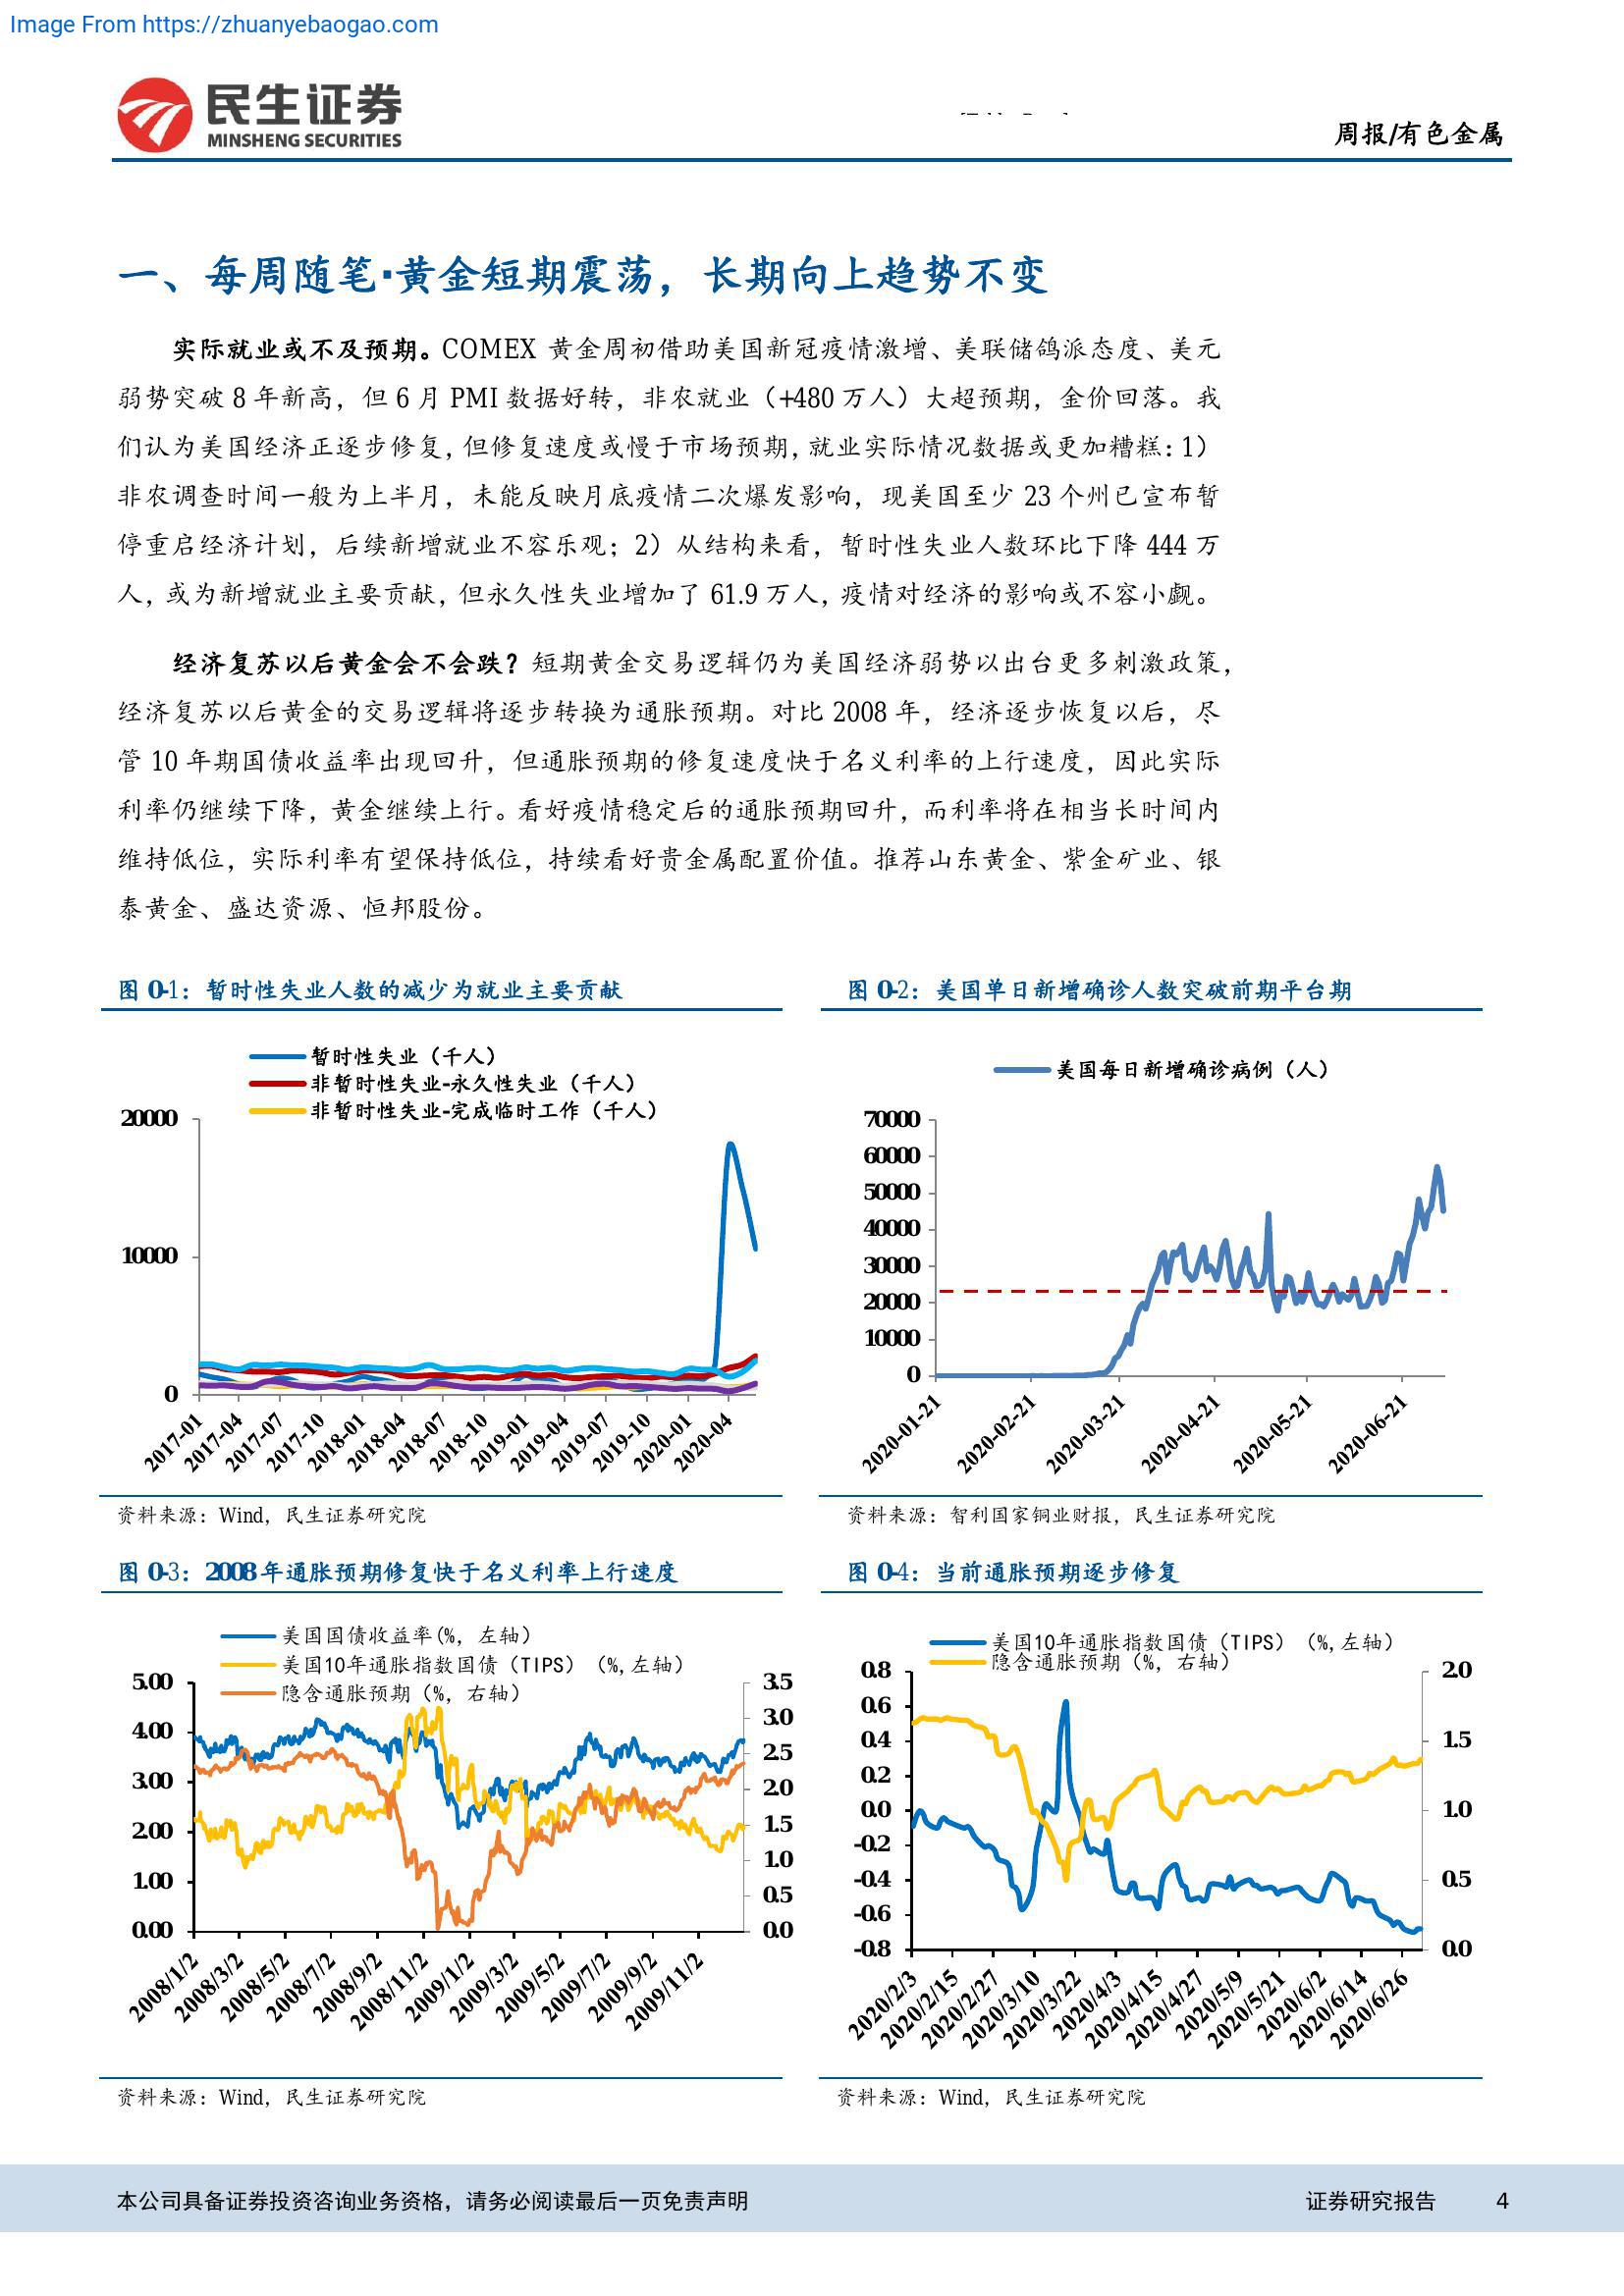 Image From https://zhuanyebaogao.com
民生证券
MINSHENG SECURITIES
周报/有色金属
一、每周随笔·黄金短期震荡，长期向上趋势不变
实际就业或不及预期。COMEX 黄金周初借助美国新冠疫情激增、美联储鸽派态度、美元
弱势突破 8 年新高，但 6 月 PMI 数据好转，非农就业（+480 万人）大超预期，金价回落。我
们认为美国经济正逐步修复，但修复速度或慢于市场预期，就业实际情况数据或更加糟糕：1）
非农调查时间一般为上半月，未能反映月底疫情二次爆发影响，现美国至少 23 个州已宣布暂
停重启经济计划，后续新增就业不容乐观；2）从结构来看，暂时性失业人数环比下降 444 万
人，或为新增就业主要贡献，但永久性失业增加了 61.9 万人，疫情对经济的影响或不容小觑。
经济复苏以后黄金会不会跌？短期黄金交易逻辑仍为美国经济弱势以出台更多刺激政策，
经济复苏以后黄金的交易逻辑将逐步转换为通胀预期。对比 2008 年，经济逐步恢复以后，尽
管 10 年期国债收益率出现回升，但通胀预期的修复速度快于名义利率的上行速度，因此实际
利率仍继续下降，黄金继续上行。看好疫情稳定后的通胀预期回升，而利率将在相当长时间内
维持低位，实际利率有望保持低位，持续看好贵金属配置价值。推荐山东黄金、紫金矿业、银
泰黄金、盛达资源、恒邦股份。
图 0-1：暂时性失业人数的减少为就业主要贡献
暂时性失业（千人）
非暂时性失业-永久性失业（千人）
非暂时性失业-完成临时工作（千人）
20000
10000
0
2017-01
2017-04
2017-07
2017-10
2018-01
2018-04
2018-07
2018-10
2019-01
2019-04
2019-07
2019-10
2020-01
2020-04
资料来源：Wind，民生证券研究院
图 0-2：美国单日新增确诊人数突破前期平台期
美国每日新增确诊病例（人）
70000
60000
50000
40000
30000
20000
10000
0
2020-01-21
2020-02-21
2020-03-21
2020-04-21
2020-05-21
2020-06-21
资料来源：智利国家铜业财报，民生证券研究院
图 0-3：2008 年通胀预期修复快于名义利率上行速度
美国国债收益率(%，左轴）
美国10年通胀指数国债（TIPS）（%,左轴）
隐含通胀预期（%，右轴）
5.00
4.00
3.00
2.00
1.00
0.00
3.5
3.0
2.5
2.0
1.5
1.0
0.5
0.0
2008/1/2
2008/3/2
2008/5/2
2008/7/2
2008/9/2
2008/11/2
2009/1/2
2009/3/2
2009/5/2
2009/7/2
2009/9/2
2009/11/2
资料来源：Wind，民生证券研究院
图 0-4：当前通胀预期逐步修复
美国10年通胀指数国债（TIPS）（%,左轴）
隐含通胀预期（%，右轴）
0.8
0.6
0.4
0.2
0.0
-0.2
-0.4
-0.6
-0.8
2.0
1.5
1.0
0.5
0.0
2020/2/3
2020/2/15
2020/2/27
2020/3/10
2020/3/22
2020/4/3
2020/4/15
2020/4/27
2020/5/9
2020/5/21
2020/6/2
2020/6/14
2020/6/26
资料来源：Wind，民生证券研究院
本公司具备证券投资咨询业务资格，请务必阅读最后一页免责声明
证券研究报告
4